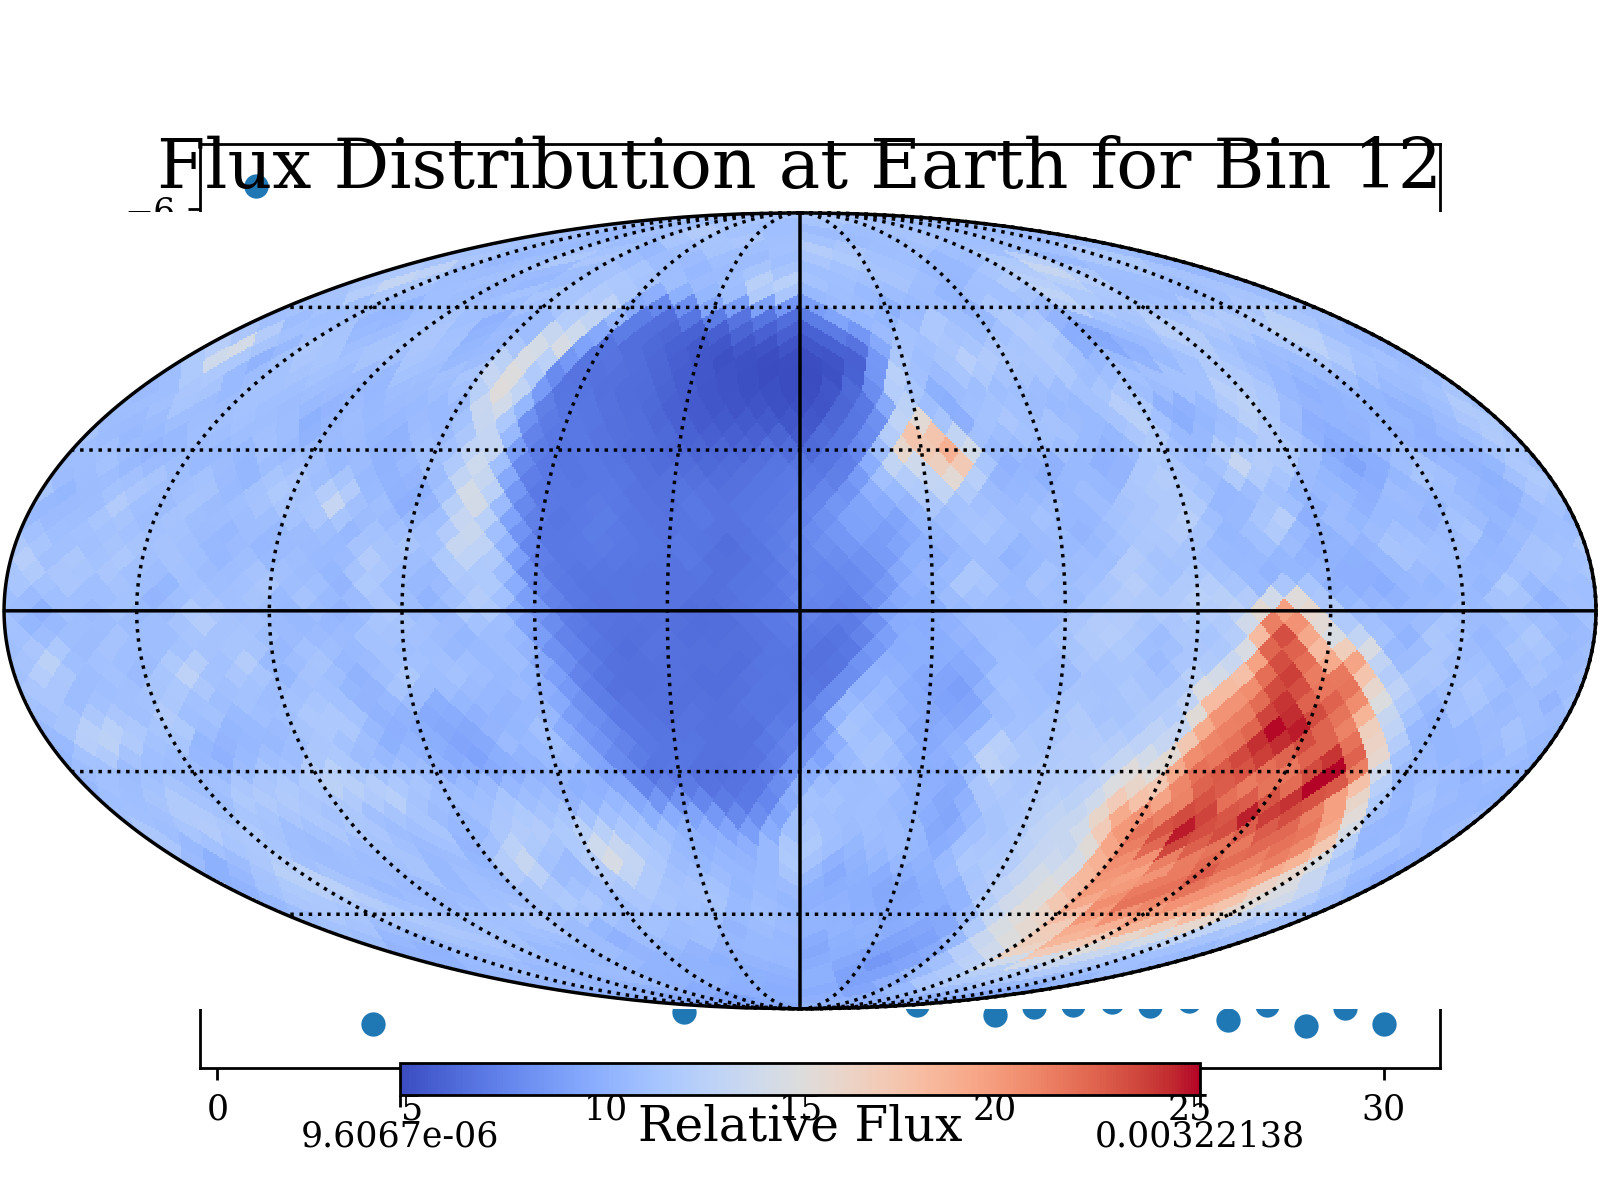 Flux Distribution at Earth for Bin 12
−6
0 5 10 15 20 25 30
Relative Flux
9.6067e-06 0.00322138